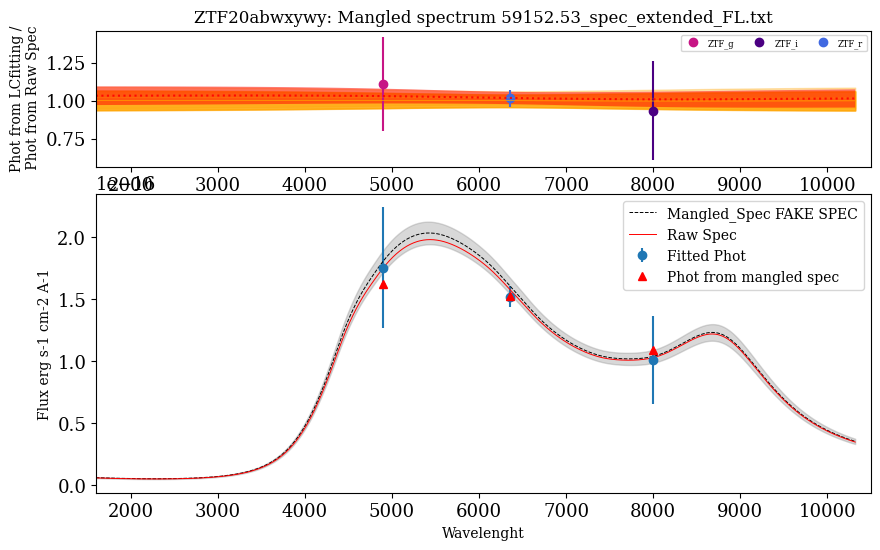 ZTF20abwxywy: Mangled spectrum 59152.53_spec_extended_FL.txt
Phot from LCfitting /
Phot from Raw Spec
1.25
1.00
0.75
ZTF_g
ZTF_i
ZTF_r
2000 3000 4000 5000 6000 7000 8000 9000 10000
1e−16
Mangled_Spec FAKE SPEC
Raw Spec
Fitted Phot
Phot from mangled spec
Flux erg s-1 cm-2 A-1
2.0
1.5
1.0
0.5
0.0
2000 3000 4000 5000 6000 7000 8000 9000 10000
Wavelenght